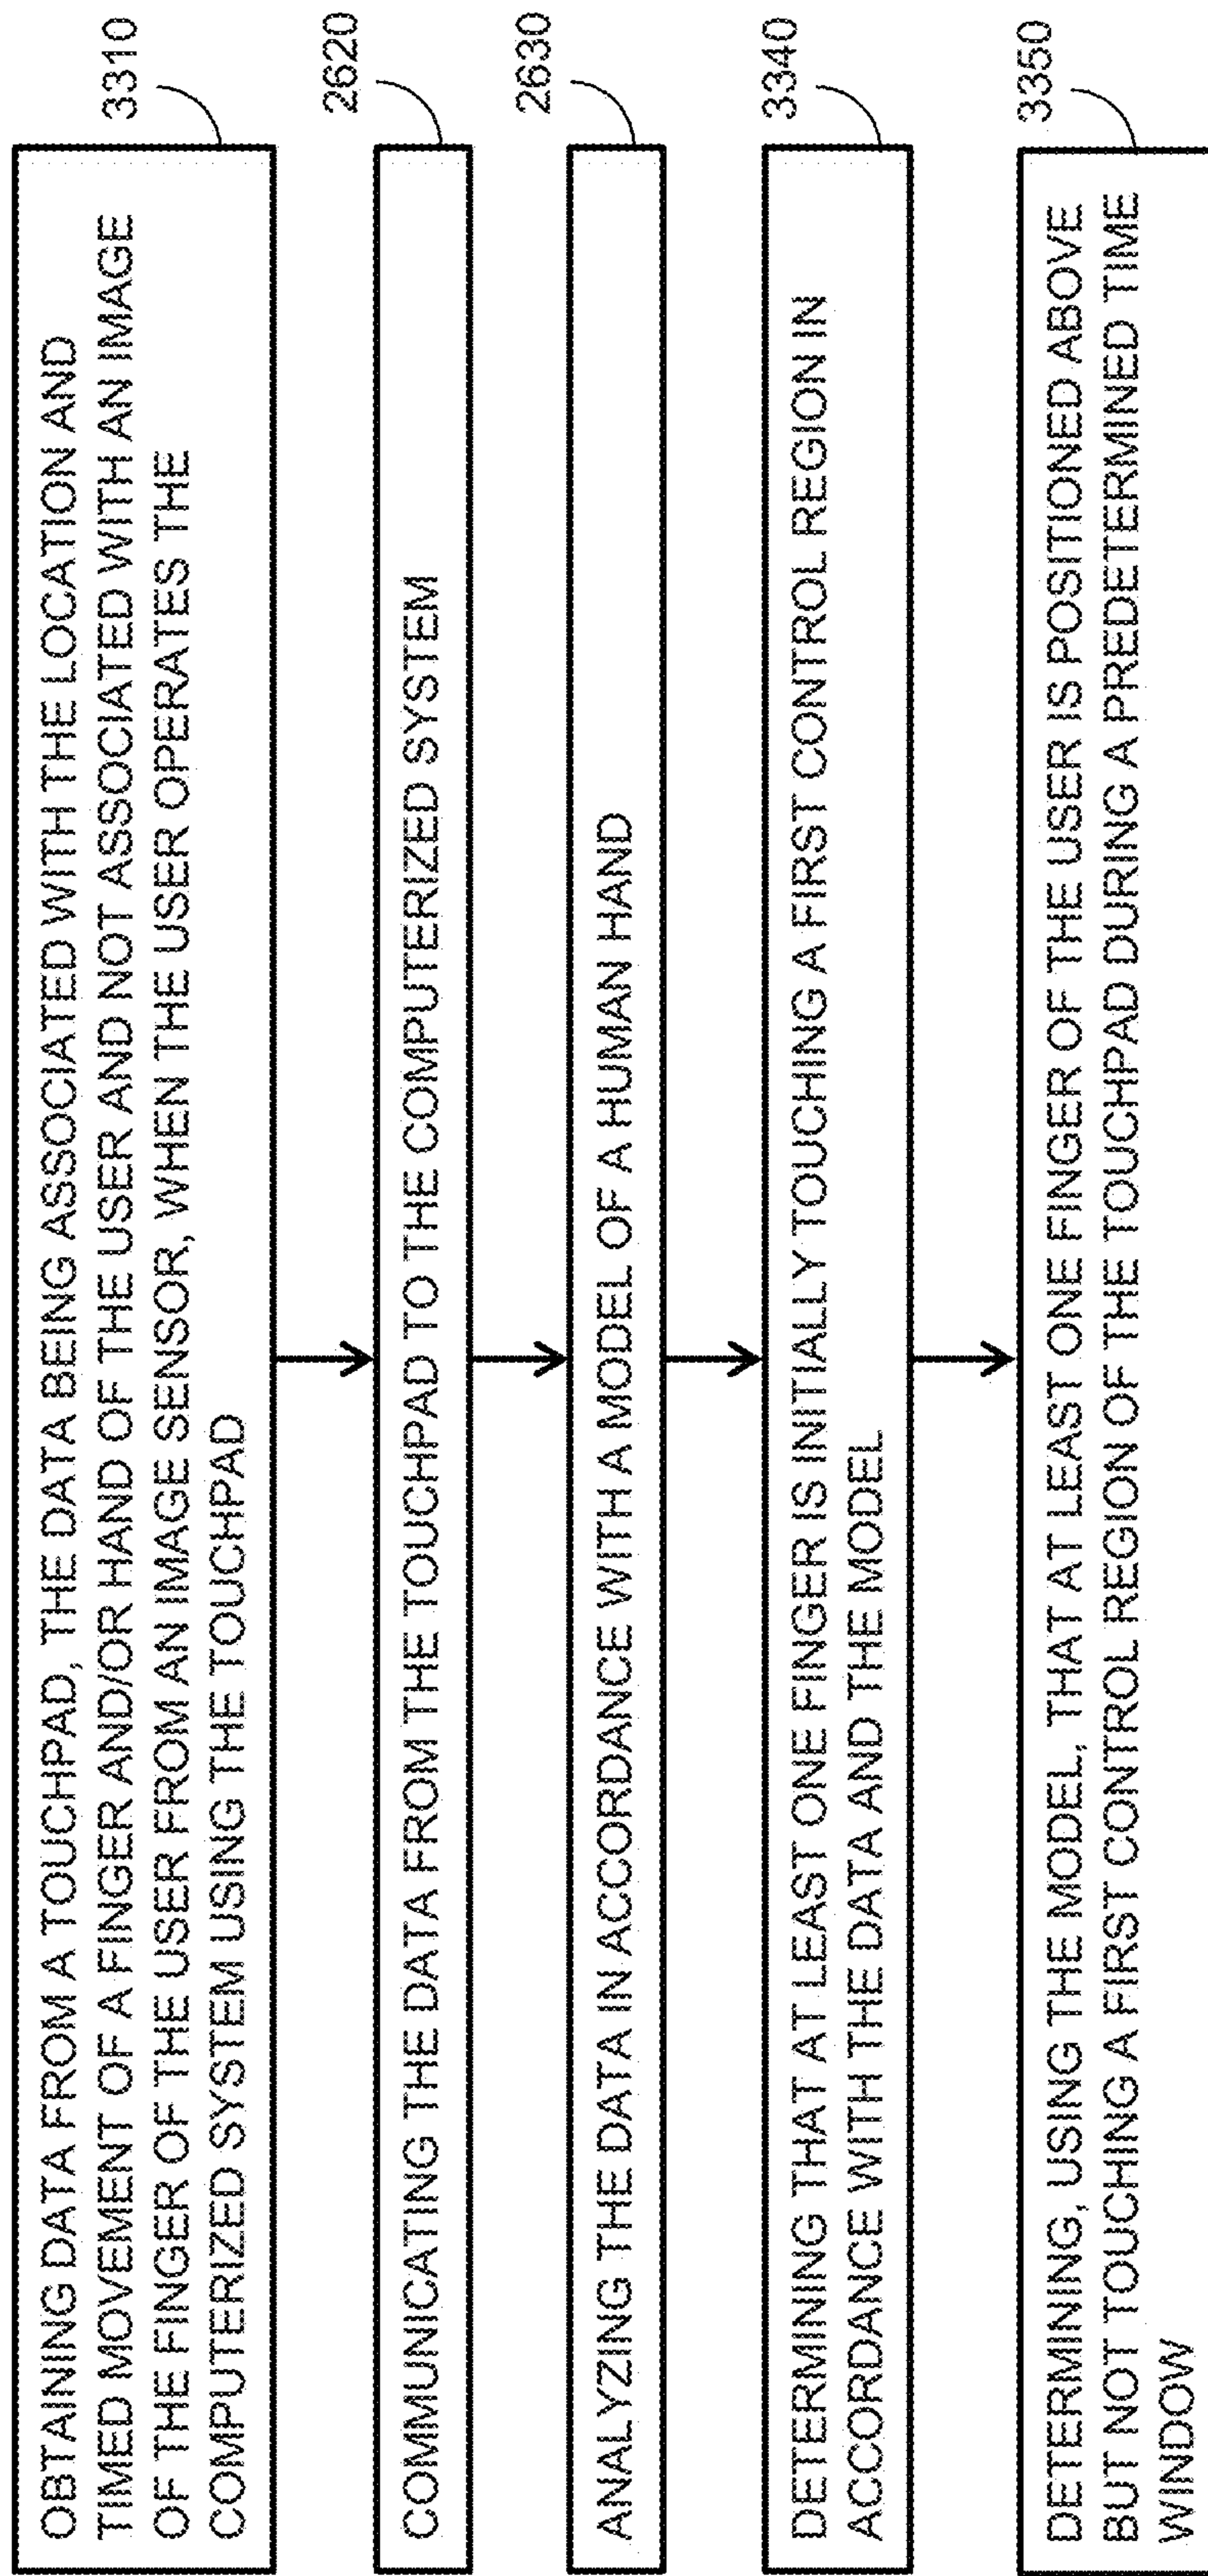 3310
OBTAINING DATA FROM A TOUCHPAD, THE DATA BEING ASSOCIATED WITH THE LOCATION AND
TIMED MOVEMENT OF A FINGER AND/OR HAND OF THE USER AND NOT ASSOCIATED WITH AN IMAGE
OF THE FINGER OF THE USER FROM AN IMAGE SENSOR, WHEN THE USER OPERATES THE
COMPUTERIZED SYSTEM USING THE TOUCHPAD
2620
COMMUNICATING THE DATA FROM THE TOUCHPAD TO THE COMPUTERIZED SYSTEM
2630
ANALYZING THE DATA IN ACCORDANCE WITH A MODEL OF A HUMAN HAND
3340
DETERMINING THAT AT LEAST ONE FINGER IS INITIALLY TOUCHING A FIRST CONTROL REGION IN
ACCORDANCE WITH THE DATA AND THE MODEL
3350
DETERMINING, USING THE MODEL, THAT AT LEAST ONE FINGER OF THE USER IS POSITIONED ABOVE
BUT NOT TOUCHING A FIRST CONTROL REGION OF THE TOUCHPAD DURING A PREDETERMINED TIME
WINDOW